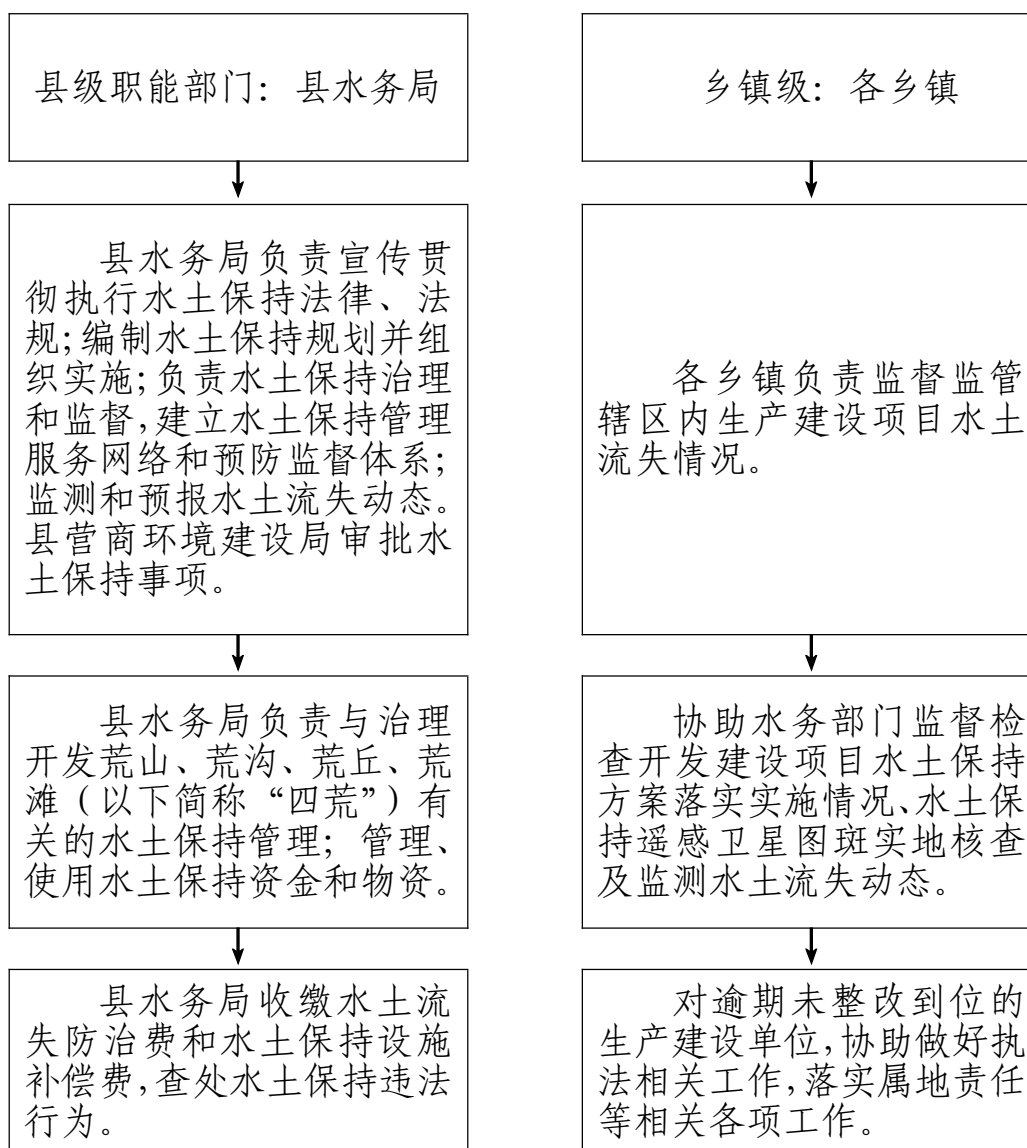 县级职能部门：县水务局
县水务局负责宣传贯
彻执行水土保持法律、法
规；编制水土保持规划并组
织实施；负责水土保持治理
和监督，建立水土保持管理
服务网络和预防监督体系；
监测和预报水土流失动态。
县营商环境建设局审批水
土保持事项。
县水务局负责与治理
开发荒山、荒沟、荒丘、荒
滩（以下简称“四荒”）有
关的水土保持管理；管理、
使用水土保持资金和物资。
县水务局收缴水土流
失防治费和水土保持设施
补偿费，查处水土保持违法
行为。
乡镇级：各乡镇
各乡镇负责监督监管
辖区内生产建设项目水土
流失情况。
协助水务部门监督检
查开发建设项目水土保持
方案落实实施情况、水土保
持遥感卫星图斑实地核查
及监测水土流失动态。
对逾期未整改到位的
生产建设单位，协助做好执
法相关工作，落实属地责任
等相关各项工作。